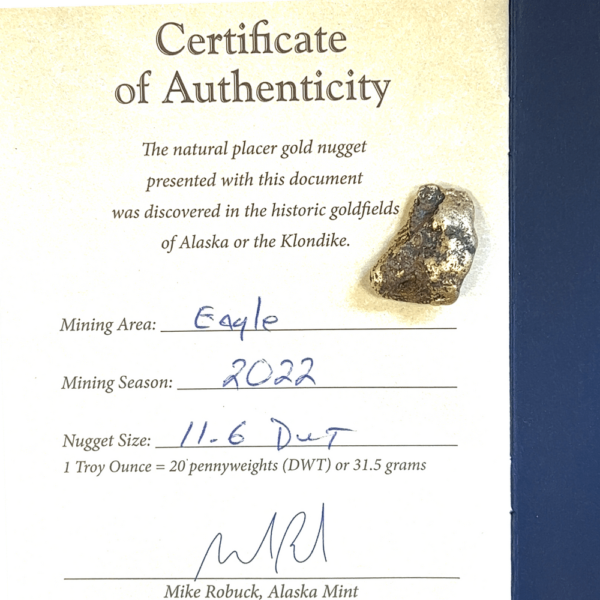 Certificate
of Authenticity
The natural placer gold nugget
presented with this document
was discovered in the historic goldfields
of Alaska or the Klondike.
Mining Area: Eagle
Mining Season: 2022
Nugget Size: 11.6 DWT
1 Troy Ounce = 20 pennyweights (DWT) or 31.5 grams
Mike Robuck, Alaska Mint